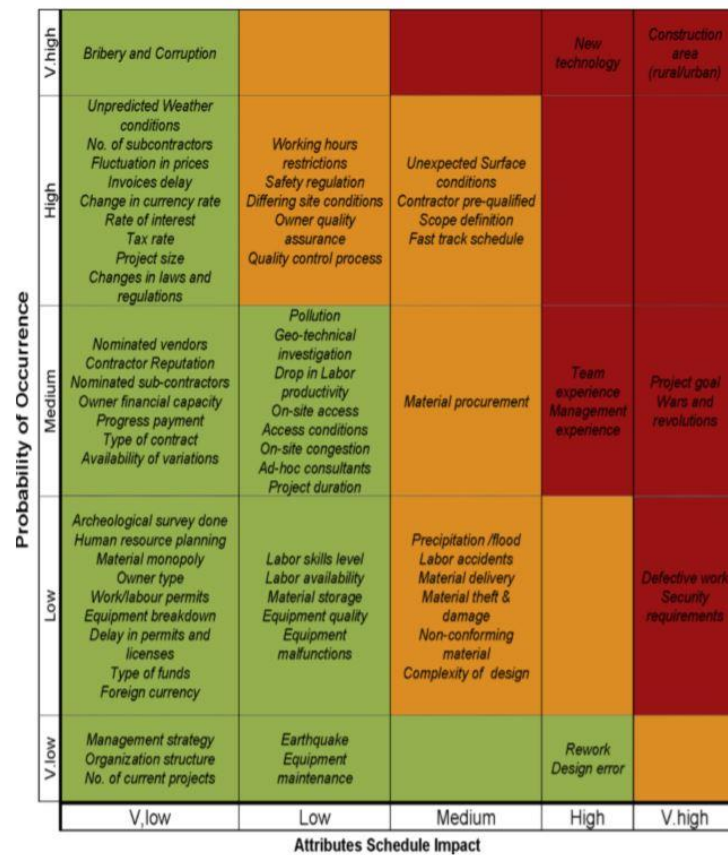 V.high
Bribery and Corruption
New
technology
Construction
area
(rural/urban)
High
Unpredicted Weather
conditions
No. of subcontractors
Fluctuation in prices
Invoices delay
Change in currency rate
Rate of interest
Tax rate
Project size
Changes in laws and
regulations
Working hours
restrictions
Safety regulation
Differing site conditions
Owner quality
assurance
Quality control process
Unexpected Surface
conditions
Contractor pre-qualified
Scope definition
Fast track schedule
Probability of Occurrence
Medium
Nominated vendors
Contractor Reputation
Nominated sub-contractors
Owner financial capacity
Progress payment
Type of contract
Availability of variations
Pollution
Geo-technical
investigation
Drop in Labor
productivity
On-site access
Access conditions
On-site congestion
Ad-hoc consultants
Project duration
Material procurement
Team
experience
Management
experience
Project goal
Wars and
revolutions
Low
Archeological survey done
Human resource planning
Material monopoly
Owner type
Work/labour permits
Equipment breakdown
Delay in permits and
licenses
Type of funds
Foreign currency
Labor skills level
Labor availability
Material storage
Equipment quality
Equipment
malfunctions
Precipitation /flood
Labor accidents
Material delivery
Material theft &
damage
Non-conforming
material
Complexity of design
Defective work
Security
requirements
V.low
Management strategy
Organization structure
No. of current projects
Earthquake
Equipment
maintenance
Rework
Design error
V,low
Low
Medium
High
V.high
Attributes Schedule Impact